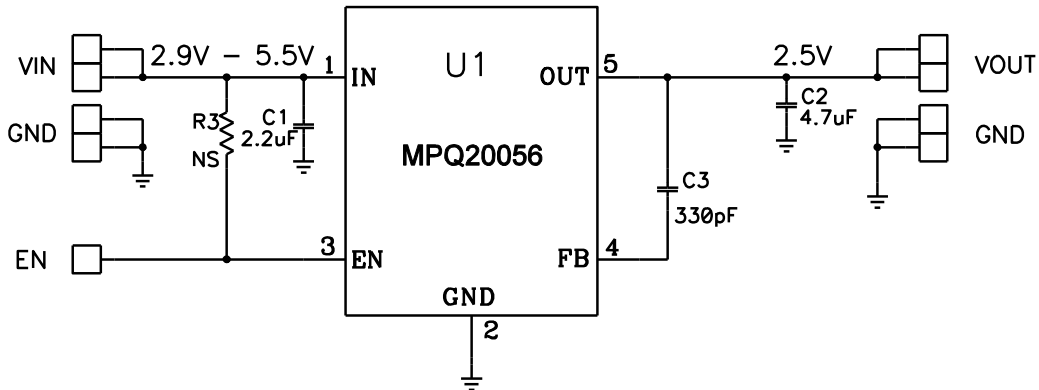 VIN
2.9V - 5.5V
1
IN
U1
OUT
5
2.5V
VOUT
GND
R3
NS
C1
2.2uF
MPQ20056
C2
4.7uF
GND
C3
330pF
EN
3
EN
FB
4
GND
2